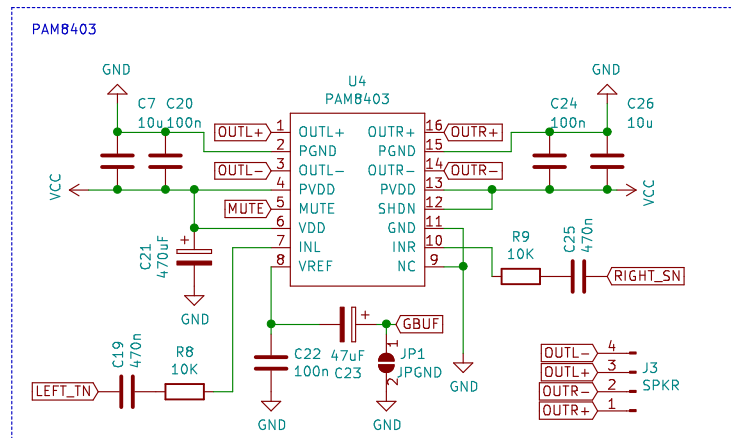 PAM8403
GND
C7
10u
C20
100n
VCC
U4
PAM8403
OUTL+
1
OUTL+
2
PGND
OUTL-
3
OUTL-
4
PVDD
MUTE
5
MUTE
6
VDD
7
INL
8
VREF
OUTR+
16
OUTR+
PGND
15
OUTR-
14
OUTR-
PVDD
13
SHDN
12
GND
11
INR
10
NC
9
GND
C24
100n
C26
10u
VCC
C21
470uF
+
GND
R9
10K
C25
470n
RIGHT_SN
C19
470n
R8
10K
LEFT_TN
C22
100n
GND
+
47uF
C23
GBUF
1
JP1
JPGND
2
GND
GND
OUTL-
4
OUTL+
3
OUTR-
2
OUTR+
1
J3
SPKR